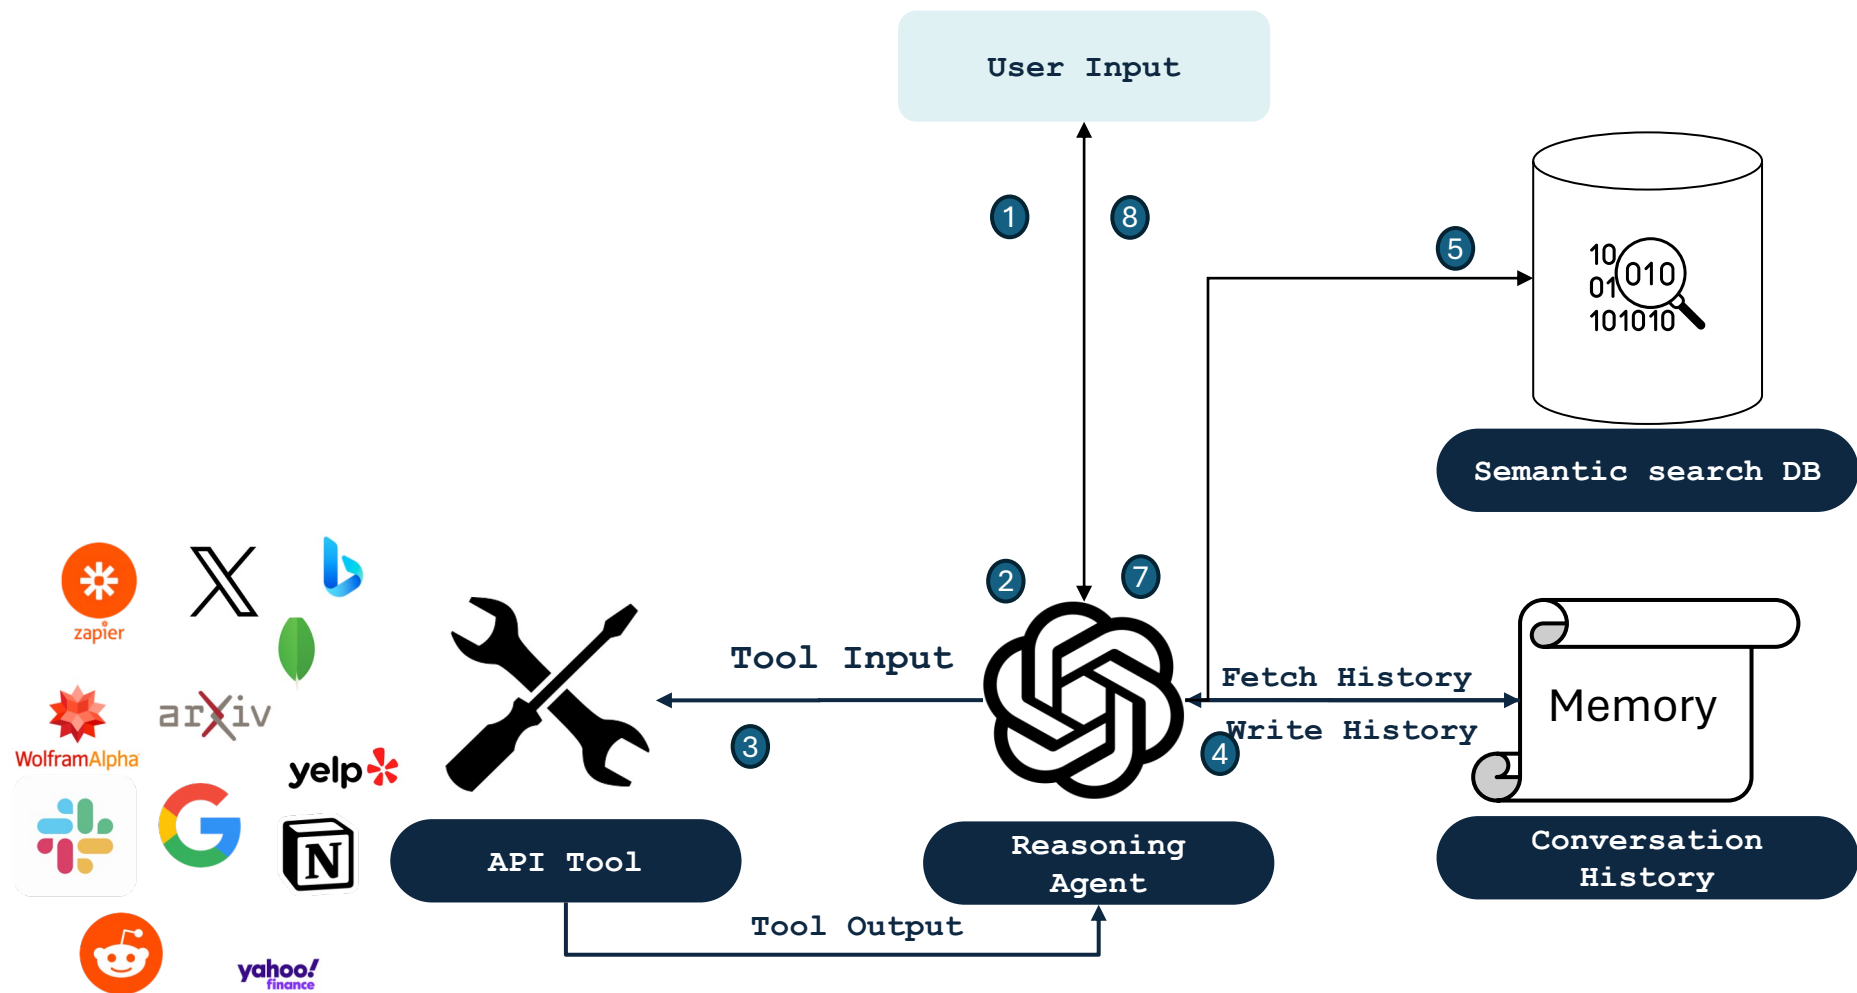 User Input
1
8
5
10
010
01
101010
Semantic search DB
2
7
zapier
Tool Input
Fetch History
Memory
arXiv
WolframAlpha
Write History
3
4
yelp
N
API Tool
Reasoning
Agent
Conversation
History
Tool Output
yahoo!
finance